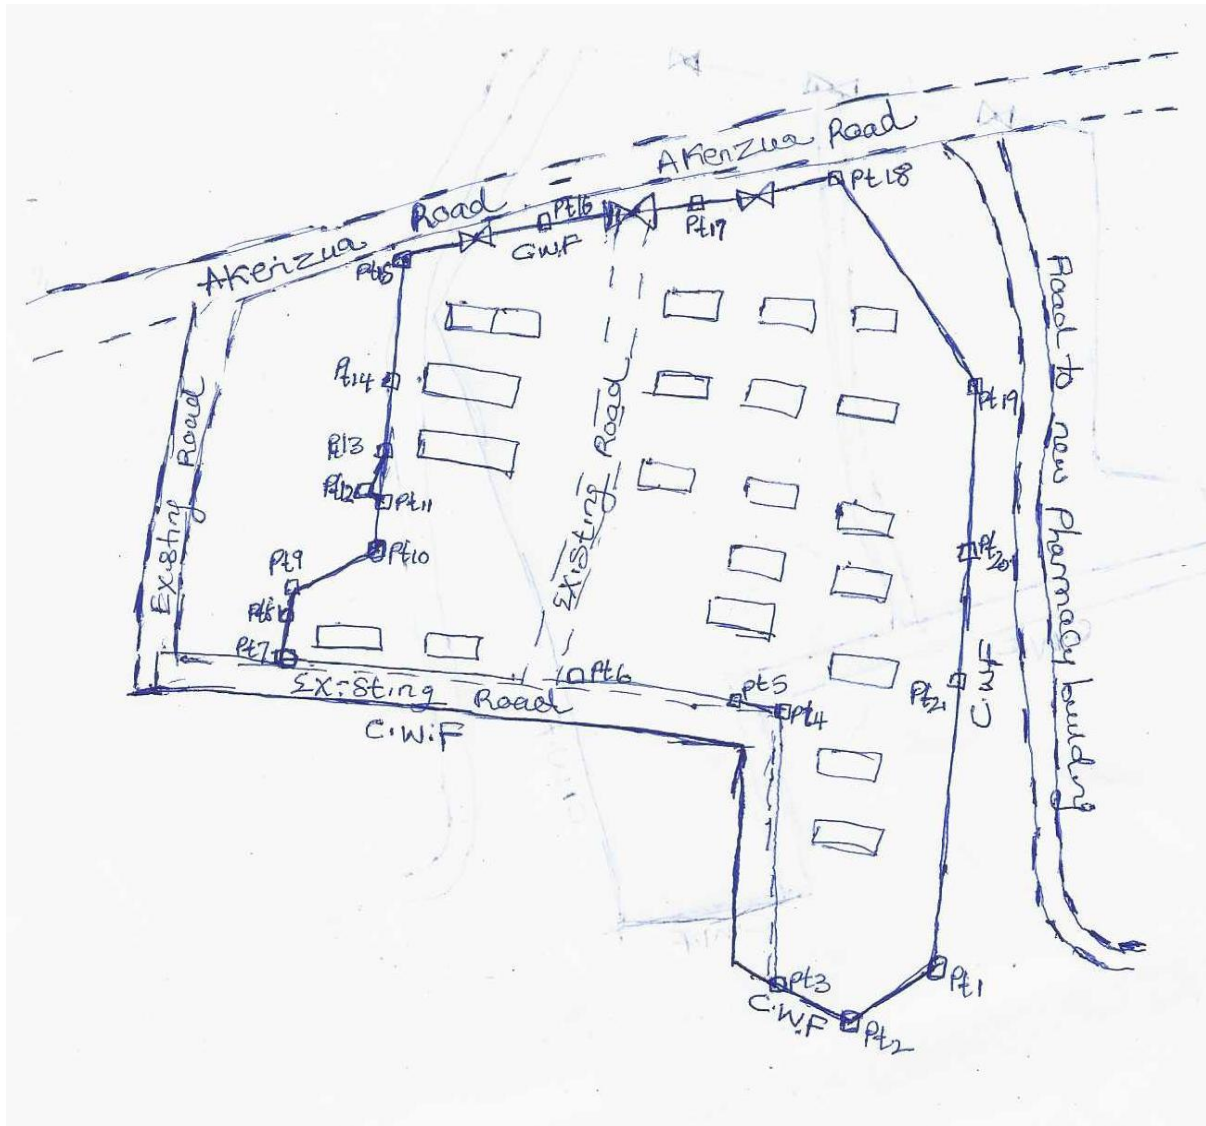 AKenzua Road
AKenzua Road
Pt18
Pt16
Pt17
C.W.F
Pt15
Road to new Pharmacy
Pt14
Pt19
Existing Road
Existing Road
Pt13
Pt12
Pt11
Pt10
Pt20
Pt9
Pt8
Pt7
Pt6
Existing Road
Pt5
Pt4
Pt21
C.W.F
C.W.F
Pt3
Pt1
C.W.F
Pt2